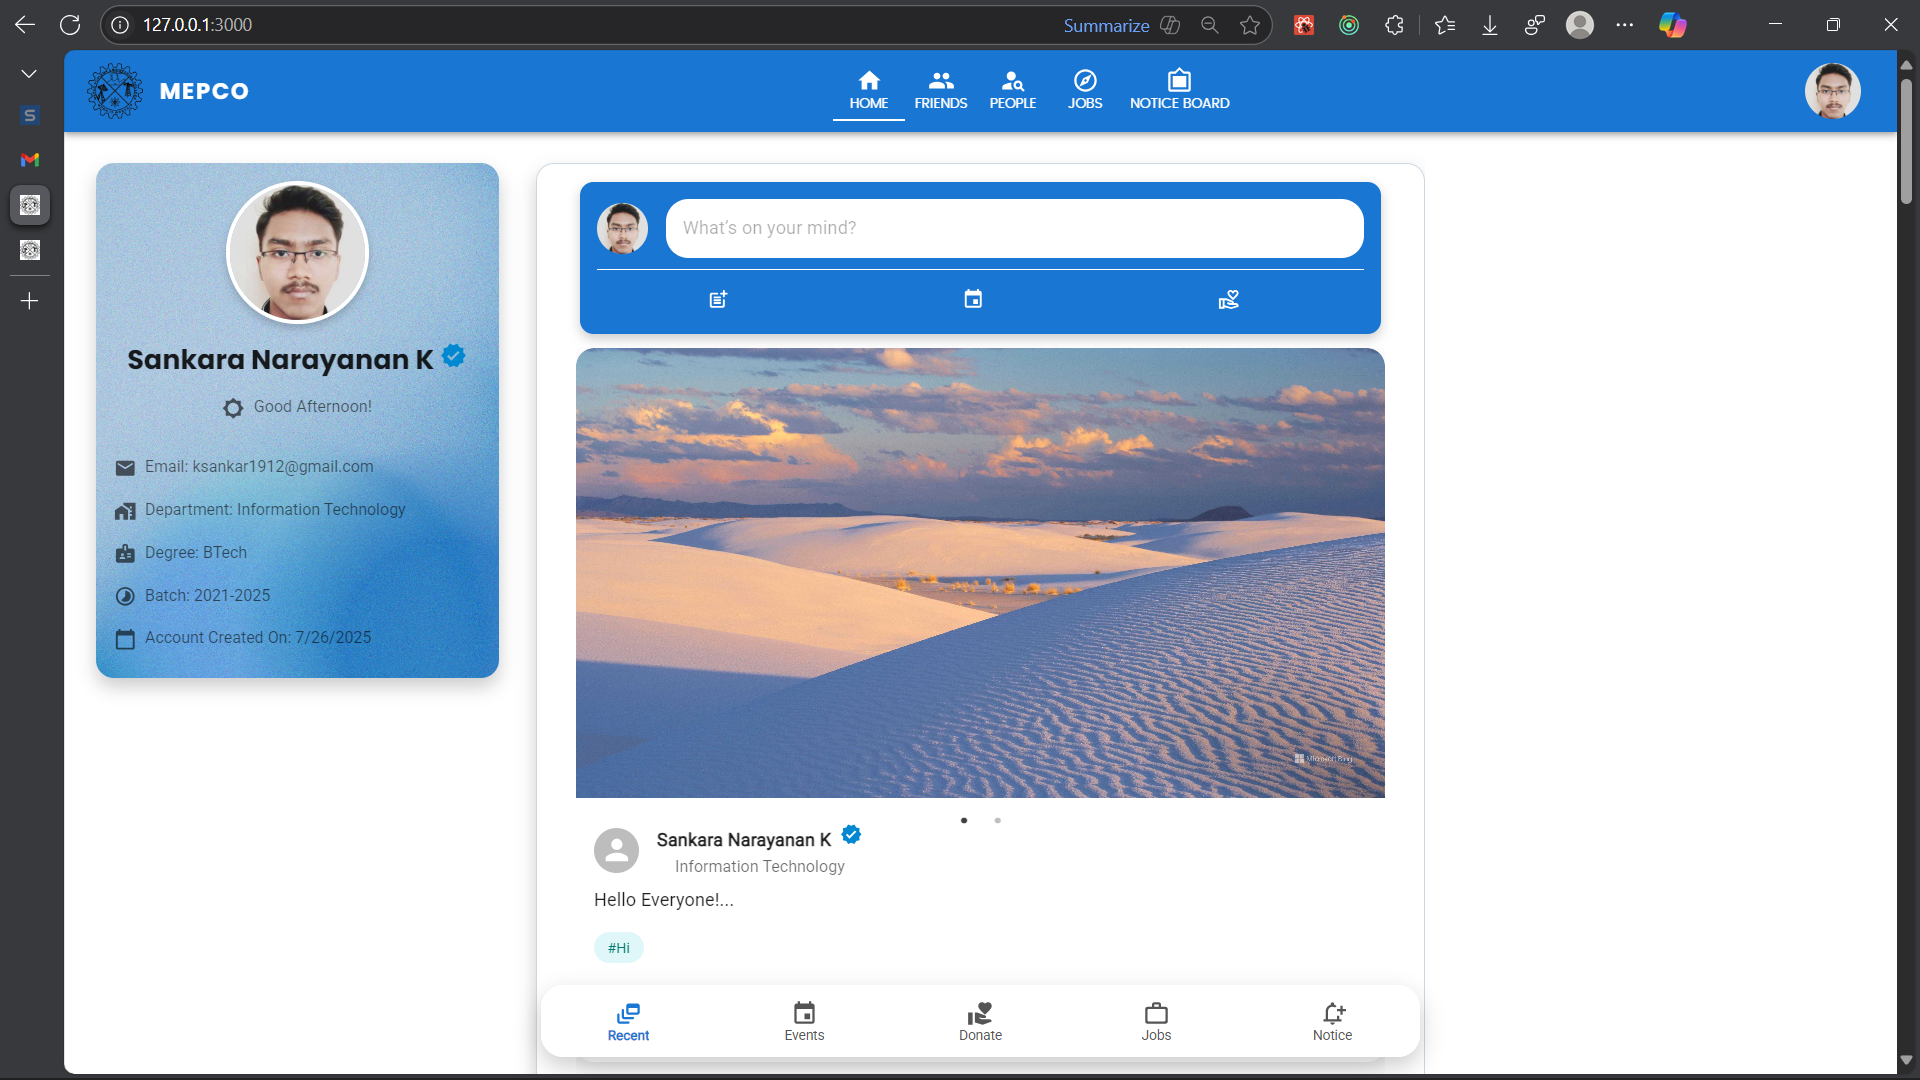 127.0.0.1:3000
Summarize
MEPCO
HOME
FRIENDS
PEOPLE
JOBS
NOTICE BOARD
S
What's on your mind?
Sankara Narayanan K
Good Afternoon!
Email: ksankar1912@gmail.com
Department: Information Technology
Degree: BTech
Batch: 2021-2025
Account Created On: 7/26/2025
Microsoft Bing
Sankara Narayanan K
Information Technology
Hello Everyone!...
#Hi
Recent
Events
Donate
Jobs
Notice